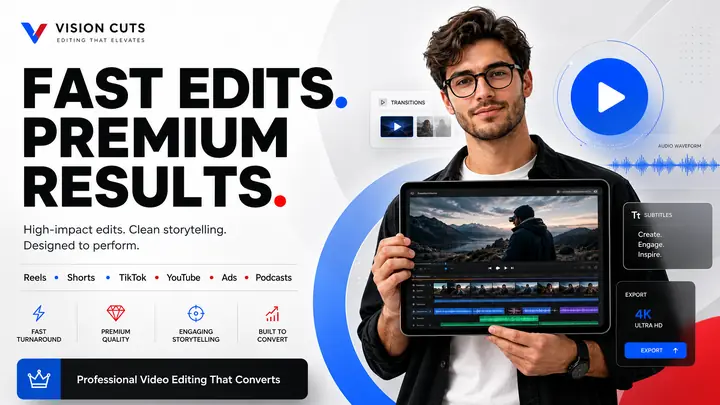 VISION CUTS
EDITING THAT ELEVATES
FAST EDITS.
PREMIUM
RESULTS.
High-impact edits. Clean storytelling.
Designed to perform.
Reels • Shorts • TikTok • YouTube • Ads • Podcasts
FAST
TURNAROUND
PREMIUM
QUALITY
ENGAGING
STORYTELLING
BUILT TO
CONVERT
Professional Video Editing That Converts
TRANSITIONS
AUDIO WAVEFORM
Tt SUBTITLES
Create.
Engage.
Inspire.
EXPORT
4K
ULTRA HD
EXPORT ↑